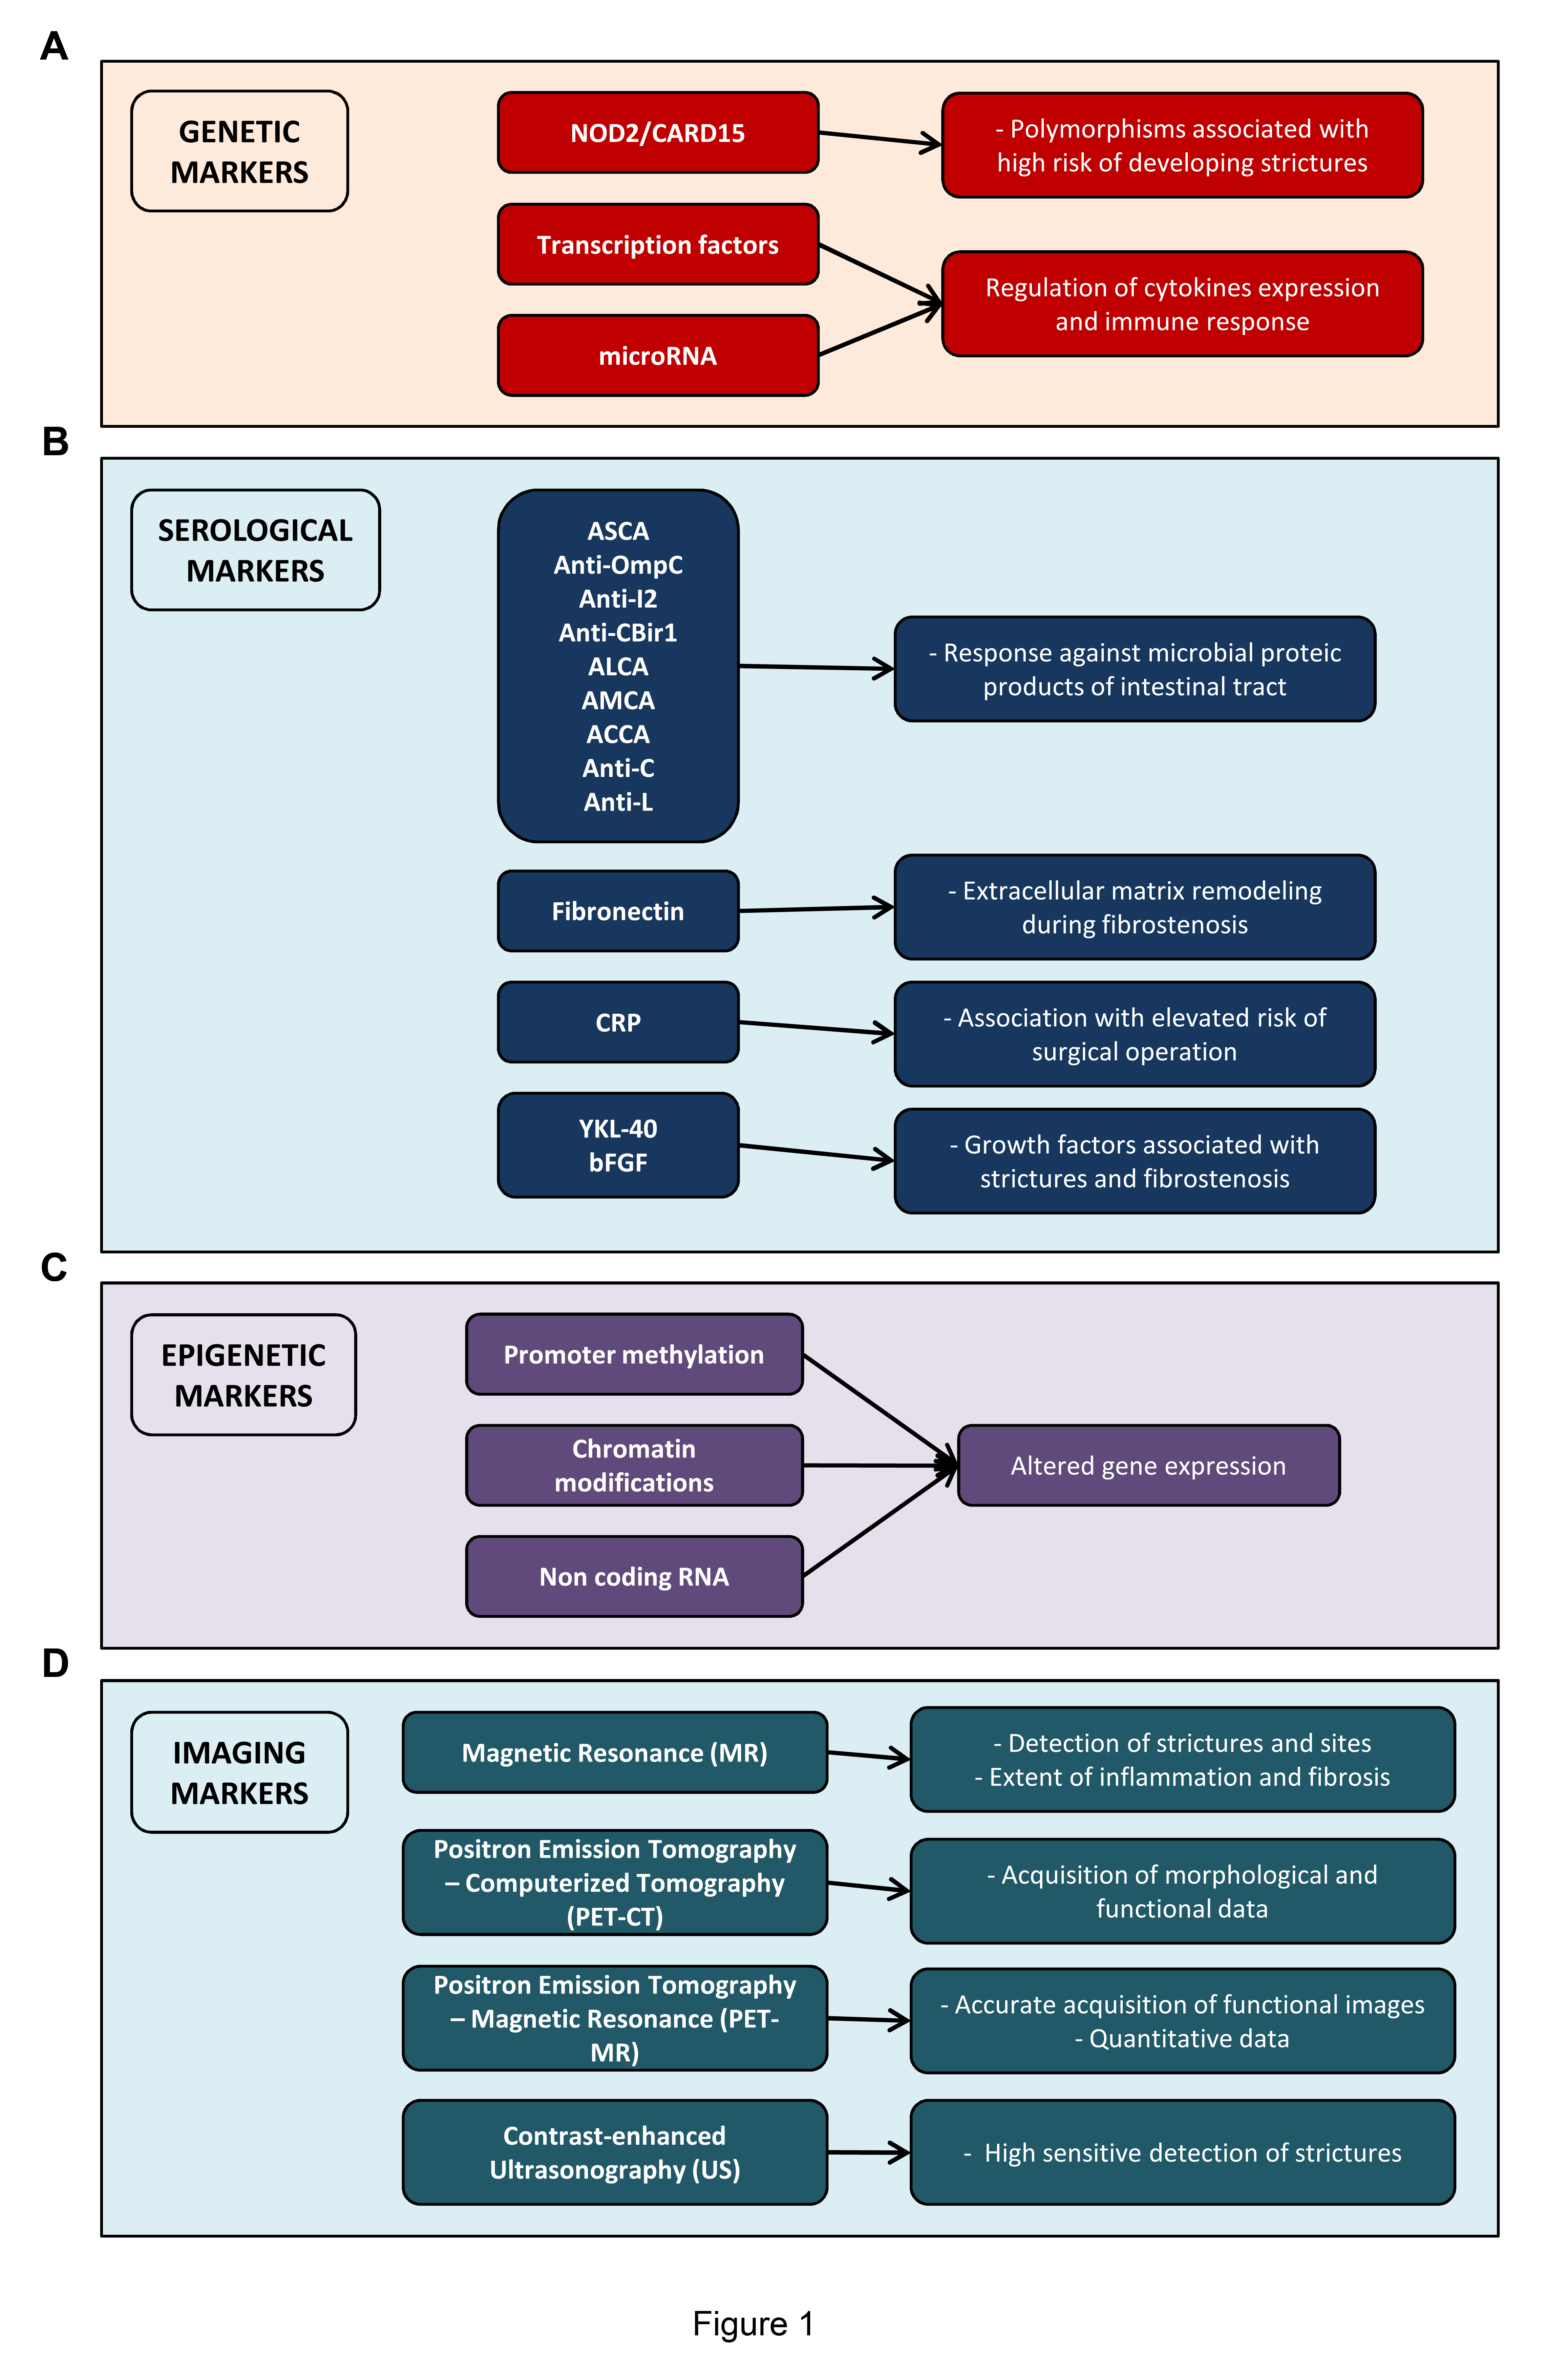 A
GENETIC
MARKERS
NOD2/CARD15
- Polymorphisms associated with
high risk of developing strictures
Transcription factors
microRNA
Regulation of cytokines expression
and immune response
B
SEROLOGICAL
MARKERS
ASCA
Anti-OmpC
Anti-I2
Anti-CBir1
ALCA
AMCA
ACCA
Anti-C
Anti-L
- Response against microbial proteic
products of intestinal tract
Fibronectin
- Extracellular matrix remodeling
during fibrostenosis
CRP
- Association with elevated risk of
surgical operation
YKL-40
bFGF
- Growth factors associated with
strictures and fibrostenosis
C
EPIGENETIC
MARKERS
Promoter methylation
Chromatin
modifications
Non coding RNA
Altered gene expression
D
IMAGING
MARKERS
Magnetic Resonance (MR)
- Detection of strictures and sites
- Extent of inflammation and fibrosis
Positron Emission Tomography
– Computerized Tomography
(PET-CT)
- Acquisition of morphological and
functional data
Positron Emission Tomography
– Magnetic Resonance (PET-
MR)
- Accurate acquisition of functional images
- Quantitative data
Contrast-enhanced
Ultrasonography (US)
- High sensitive detection of strictures
Figure 1